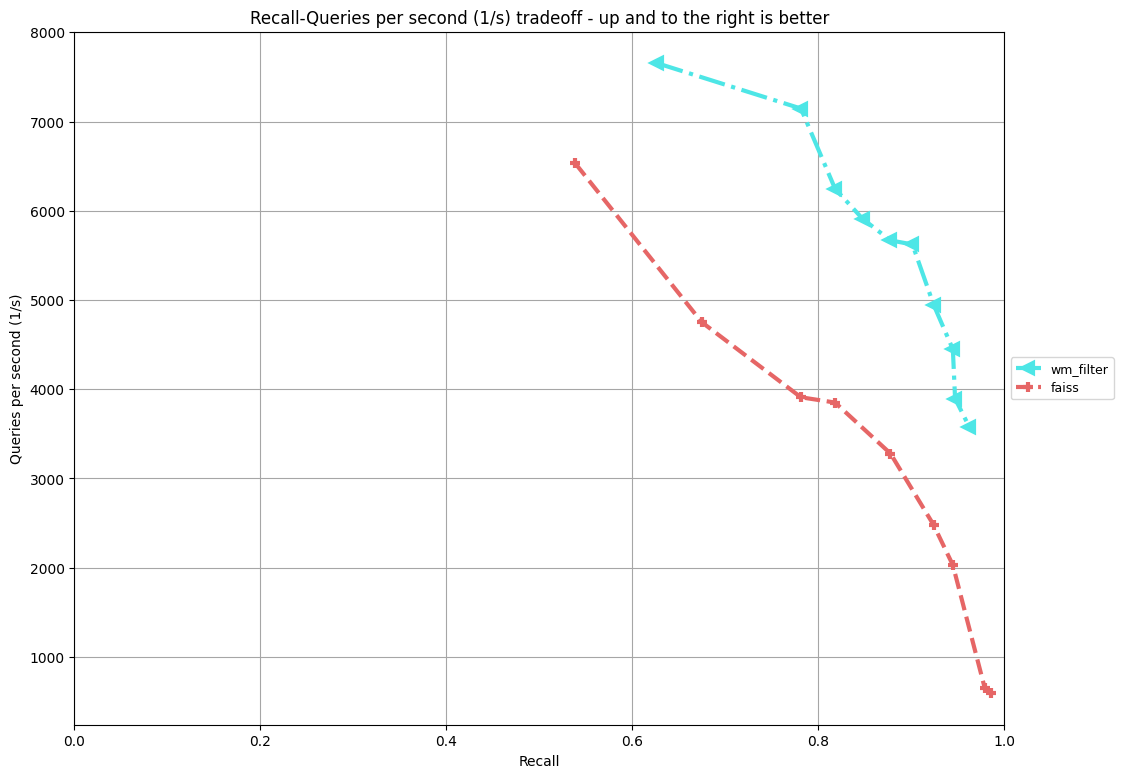 Recall-Queries per second (1/s) tradeoff - up and to the right is better
8000
7000
6000
5000
4000
3000
2000
1000
Queries per second (1/s)
0.0 0.2 0.4 0.6 0.8 1.0
Recall
wm_filter
faiss